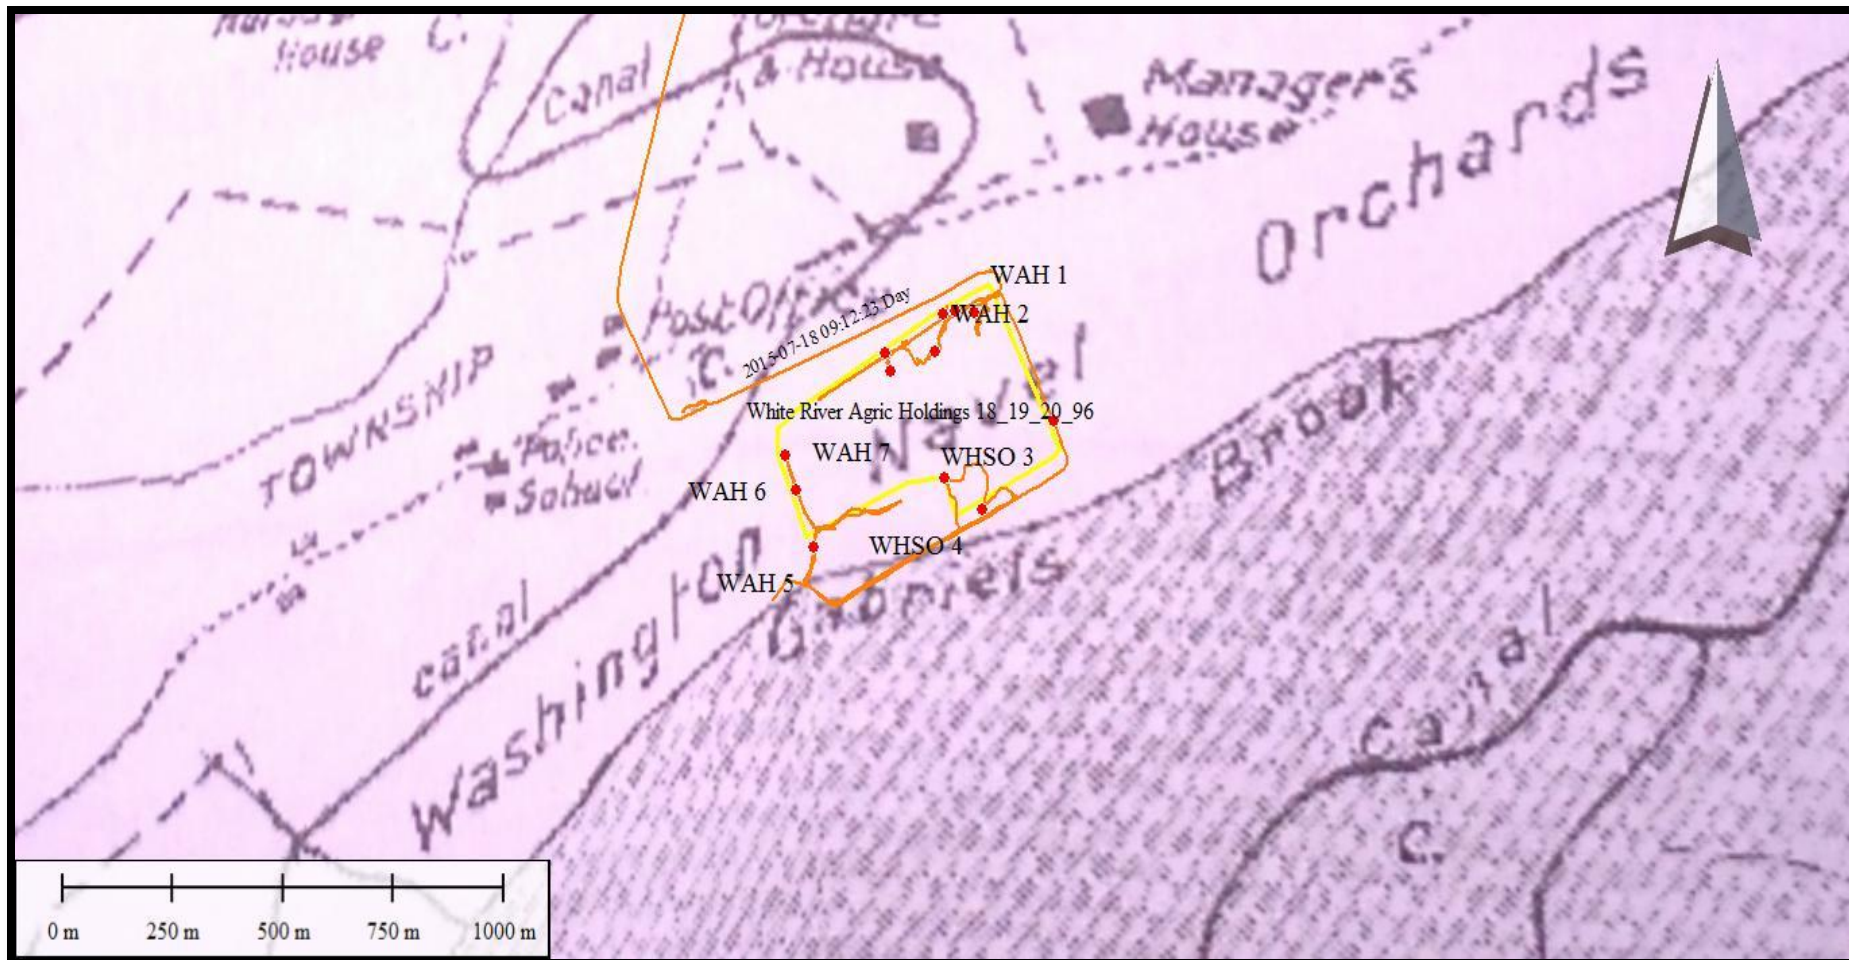 House
C.
Canal
& House
Manager's
House
Orchards
WAH 1
WAH 2
Post Office
2015-07-18 09:12:23 Day
C.
TOWNSHIP
White River Agric Holdings 18_19_20_96
Navel
Brook
Police
School
WAH 7
WHSO 3
WAH 6
WHSO 4
WAH 5
Gabriels
canal
Washington
Canal
C.
0 m 250 m 500 m 750 m 1000 m